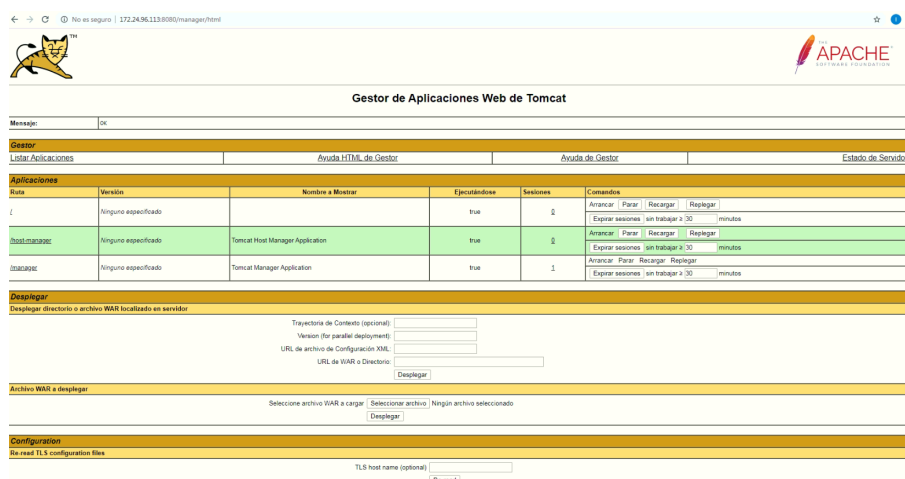 No es seguro | 172.24.96.113:8080/manager/html
TM
THE
APACHE
SOFTWARE FOUNDATION
Gestor de Aplicaciones Web de Tomcat
Mensaje: OK
Gestor
Listar Aplicaciones Ayuda HTML de Gestor Ayuda de Gestor Estado de Servido
Aplicaciones
Ruta Versión Nombre a Mostrar Ejecutándose Sesiones Comandos
/ Ninguno especificado true 0 Arrancar Parar Recargar Replegar
Expirar sesiones sin trabajar ≥ 30 minutos
/host-manager Ninguno especificado Tomcat Host Manager Application true 0 Arrancar Parar Recargar Replegar
Expirar sesiones sin trabajar ≥ 30 minutos
/manager Ninguno especificado Tomcat Manager Application true 1 Arrancar Parar Recargar Replegar
Expirar sesiones sin trabajar ≥ 30 minutos
Desplegar
Desplegar directorio o archivo WAR localizado en servidor
Trayectoria de Contexto (opcional):
Version (for parallel deployment):
URL de archivo de Configuración XML:
URL de WAR o Directorio:
Desplegar
Archivo WAR a desplegar
Seleccione archivo WAR a cargar Seleccionar archivo Ningún archivo seleccionado
Desplegar
Configuration
Re-read TLS configuration files
TLS host name (optional)